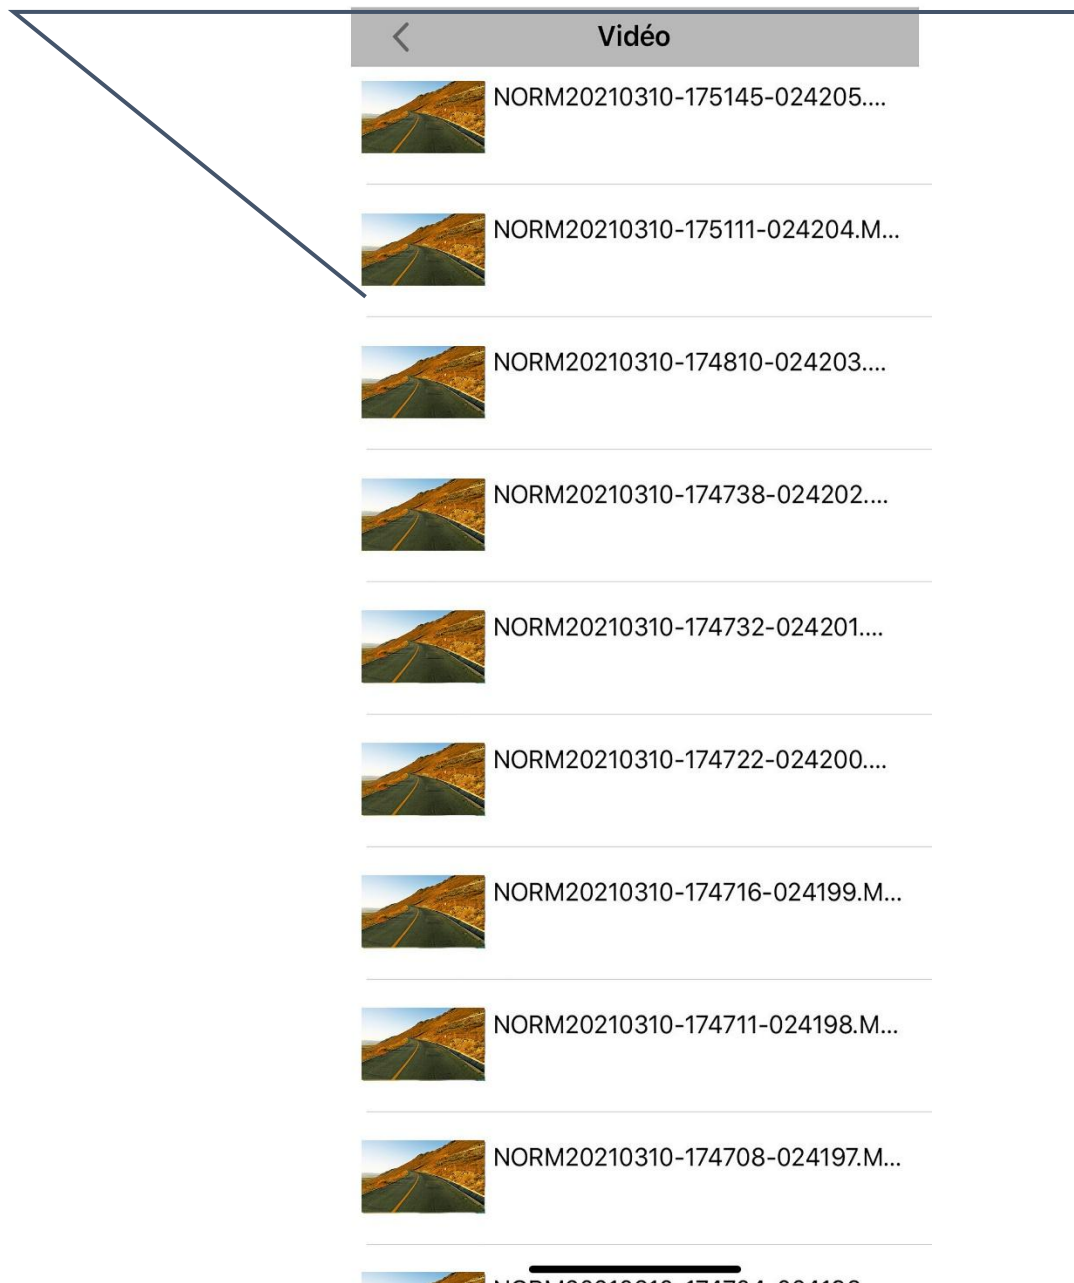 Vidéo
NORM20210310-175145-024205....
NORM20210310-175111-024204.M...
NORM20210310-174810-024203....
NORM20210310-174738-024202....
NORM20210310-174732-024201....
NORM20210310-174722-024200....
NORM20210310-174716-024199.M...
NORM20210310-174711-024198.M...
NORM20210310-174708-024197.M...